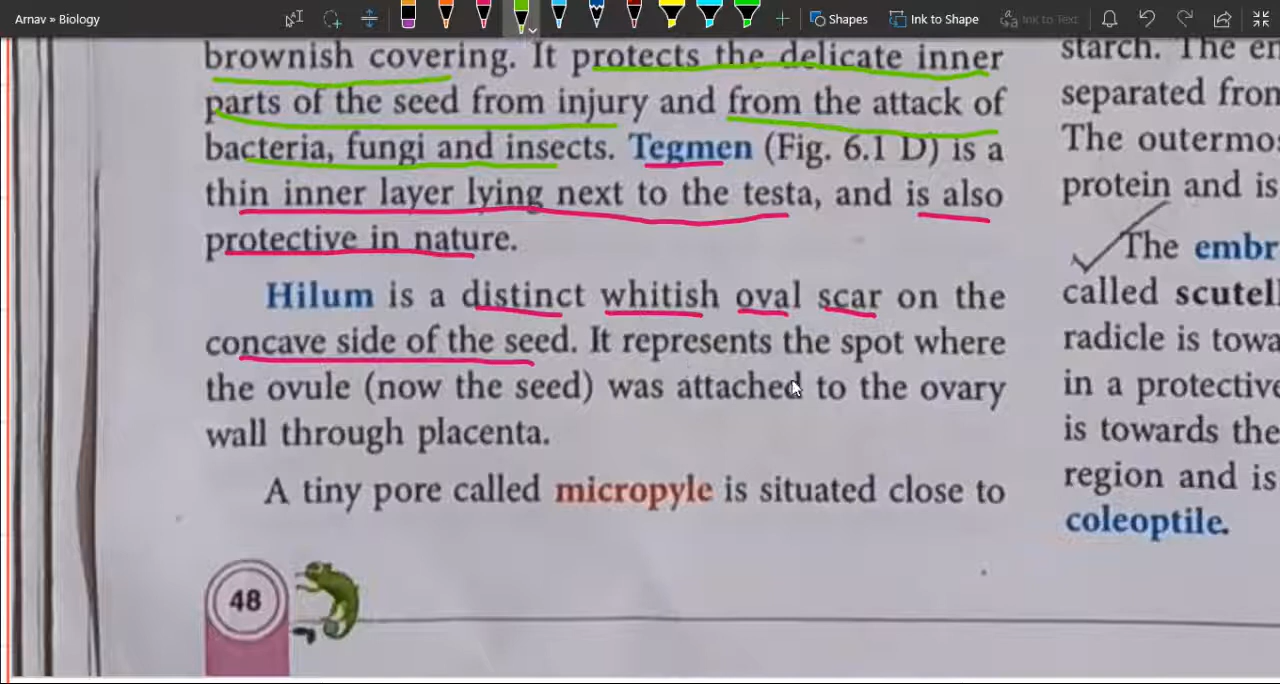 Arnav » Biology
Shapes
Ink to Shape
Ink to Text
brownish covering. It protects the delicate inner
parts of the seed from injury and from the attack of
bacteria, fungi and insects. Tegmen (Fig. 6.1 D) is a
thin inner layer lying next to the testa, and is also
protective in nature.
Hilum is a distinct whitish oval scar on the
concave side of the seed. It represents the spot where
the ovule (now the seed) was attached to the ovary
wall through placenta.
A tiny pore called micropyle is situated close to
48
starch. The
separated
The
protein and is
The
called
radicle is
in a protective
is towards the
region and is
coleoptile.